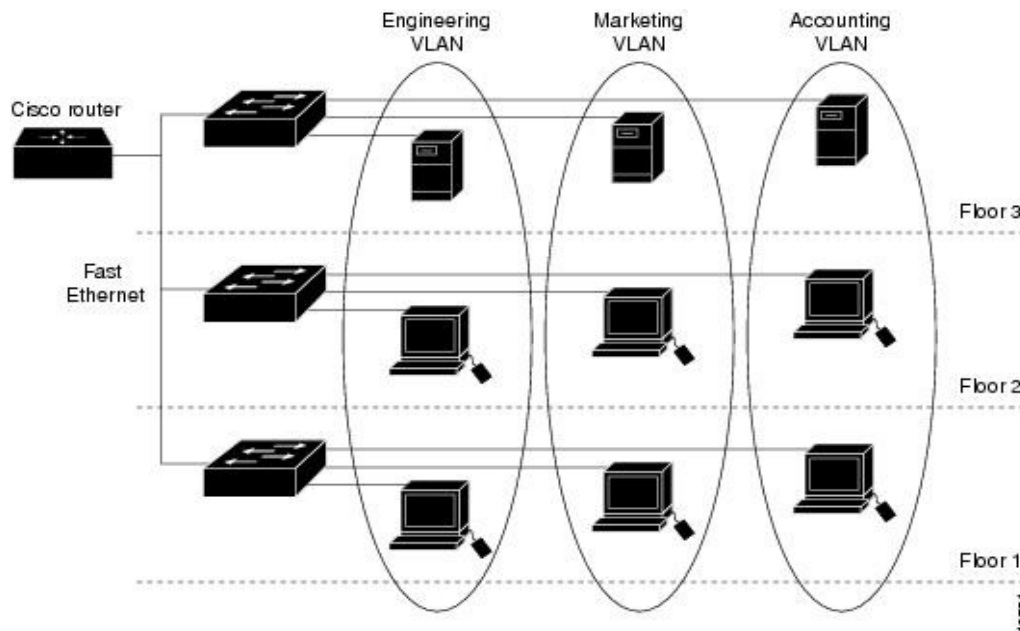 Engineering
VLAN
Marketing
VLAN
Accounting
VLAN
Cisco router
Floor 3
Fast
Ethernet
Floor 2
Floor 1